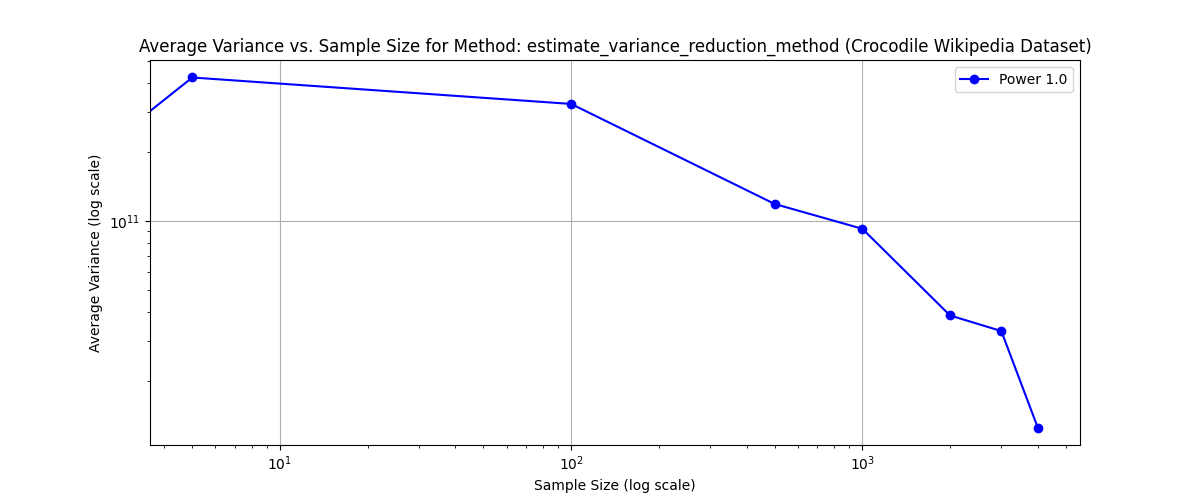 Average Variance vs. Sample Size for Method: estimate_variance_reduction_method (Crocodile Wikipedia Dataset)
Power 1.0
Average Variance (log scale)
10¹¹
10¹ 10² 10³
Sample Size (log scale)